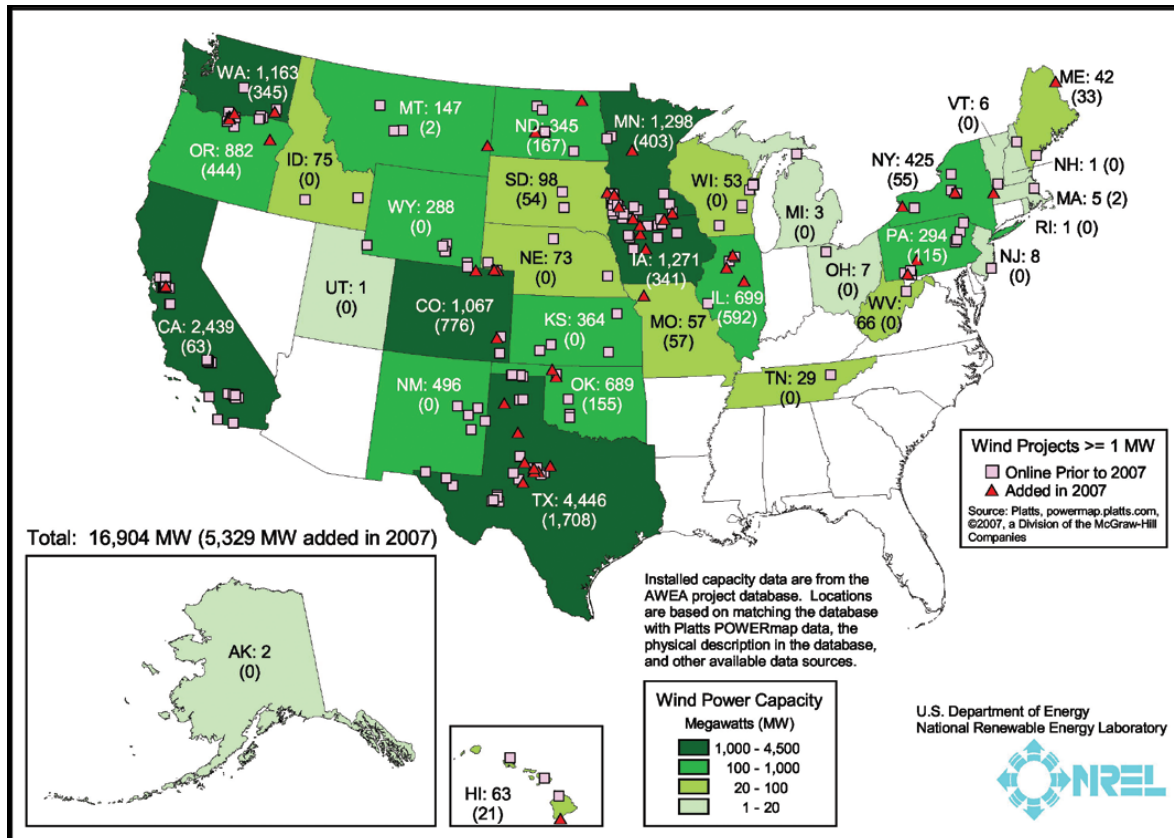 WA: 1,163
(345)
MT: 147
(2)
ND: 345
(167)
MN: 1,298
(403)
ME: 42
(33)
VT: 6
(0)
NH: 1 (0)
MA: 5 (2)
RI: 1 (0)
NY: 425
(55)
OR: 882
(444)
ID: 75
(0)
SD: 98
(54)
WI: 53
(0)
MI: 3
(0)
WY: 288
(0)
NE: 73
(0)
IA: 1,271
(341)
PA: 294
(115)
NJ: 8
(0)
OH: 7
(0)
WV:
66 (0)
IL: 699
(592)
UT: 1
(0)
CO: 1,067
(776)
KS: 364
(0)
MO: 57
(57)
CA: 2,439
(63)
NM: 496
(0)
OK: 689
(155)
TN: 29
(0)
TX: 4,446
(1,708)
Wind Projects >= 1 MW
Online Prior to 2007
Added in 2007
Source: Platts, powermap.platts.com,
©2007, a Division of the McGraw-Hill
Companies
Total: 16,904 MW (5,329 MW added in 2007)
AK: 2
(0)
HI: 63
(21)
Installed capacity data are from the
AWEA project database. Locations
are based on matching the database
with Platts POWERmap data, the
physical description in the database,
and other available data sources.
Wind Power Capacity
Megawatts (MW)
1,000 - 4,500
100 - 1,000
20 - 100
1 - 20
U.S. Department of Energy
National Renewable Energy Laboratory
NREL